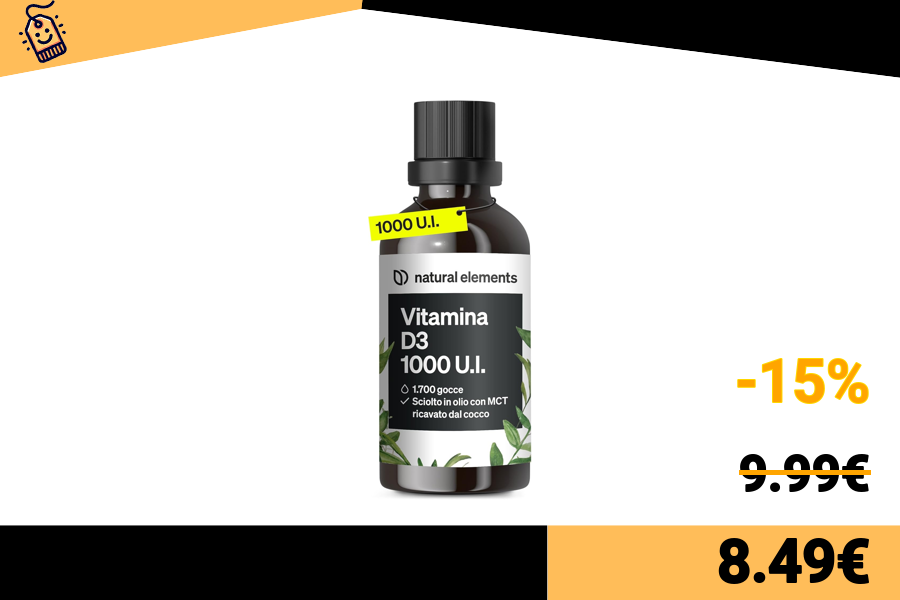 1000 U.I.
natural elements
Vitamina
D3
1000 U.I.
1.700 gocce
Sciolto in olio con MCT
ricavato dal cocco
-15%
9.99€
8.49€